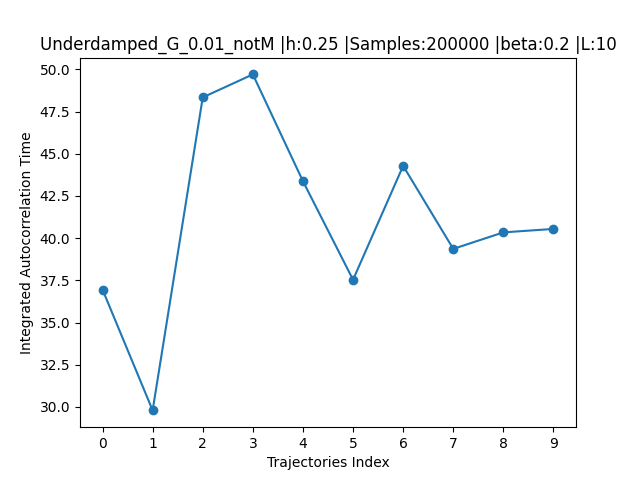 Underdamped_G_0.01_notM |h:0.25 |Samples:200000 |beta:0.2 |L:10
50.0
47.5
45.0
42.5
40.0
37.5
35.0
32.5
30.0
Integrated Autocorrelation Time
0 1 2 3 4 5 6 7 8 9
Trajectories Index